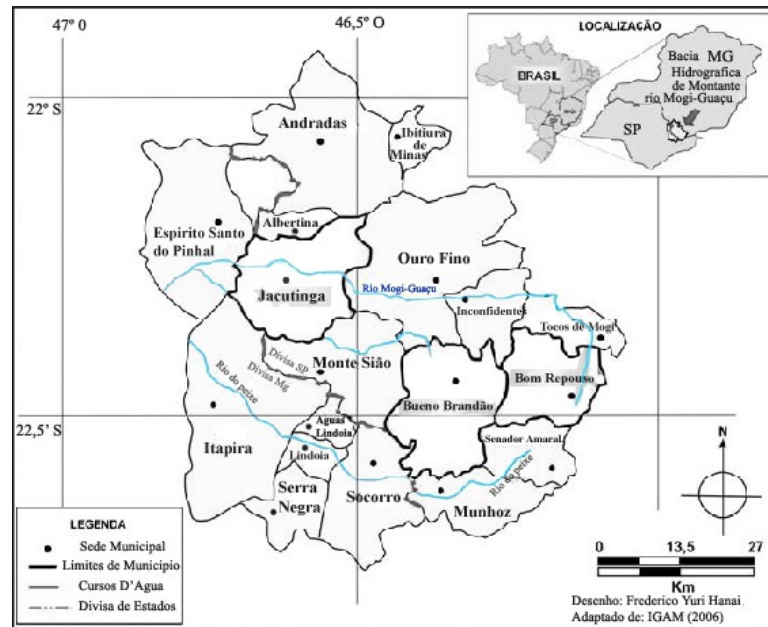 47º 0
46,5º O
LOCALIZAÇÃO
BRASIL
Bacia MG
Hidrografica
de Montante
rio Mogi-Guaçu
SP
22º S
Andradas
Ibitiura
de
Minas
Albertina
Espirito Santo
do Pinhal
Ouro Fino
Jacutinga
Rio Mogi-Guaçu
Inconfidentes
Tocos de Mogi
Monte Sião
Divisa SP
Divisa Mg
Rio do peixe
Bom Repouso
Bueno Brandão
22,5º S
Aguas
Lindoia
Itapira
Lindoia
Senador Amaral
Rio do peixe
Serra
Negra
Socorro
Munhoz
N
LEGENDA
Sede Municipal
Limites de Municipio
Cursos D'Agua
Divisa de Estados
0 13,5 27
Km
Desenho: Frederico Yuri Hanai
Adaptado de: IGAM (2006)